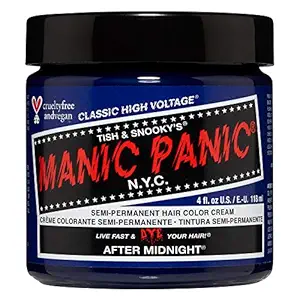 crueltyfree
andvegan
CLASSIC HIGH VOLTAGE®
TISH & SNOOKY'S®
MANIC PANIC®
N.Y.C.
4 fl. oz U.S./ E.-U. 118 ml
SEMI-PERMANENT HAIR COLOR CREAM
CRÈME COLORANTE SEMI-PERMANENTE - TINTURA SEMI-PERMANENTE
LIVE FAST & DYE YOUR HAIR!®
AFTER MIDNIGHT®